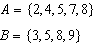 A = {2, 4, 5, 7, 8}
B = {3, 5, 8, 9}